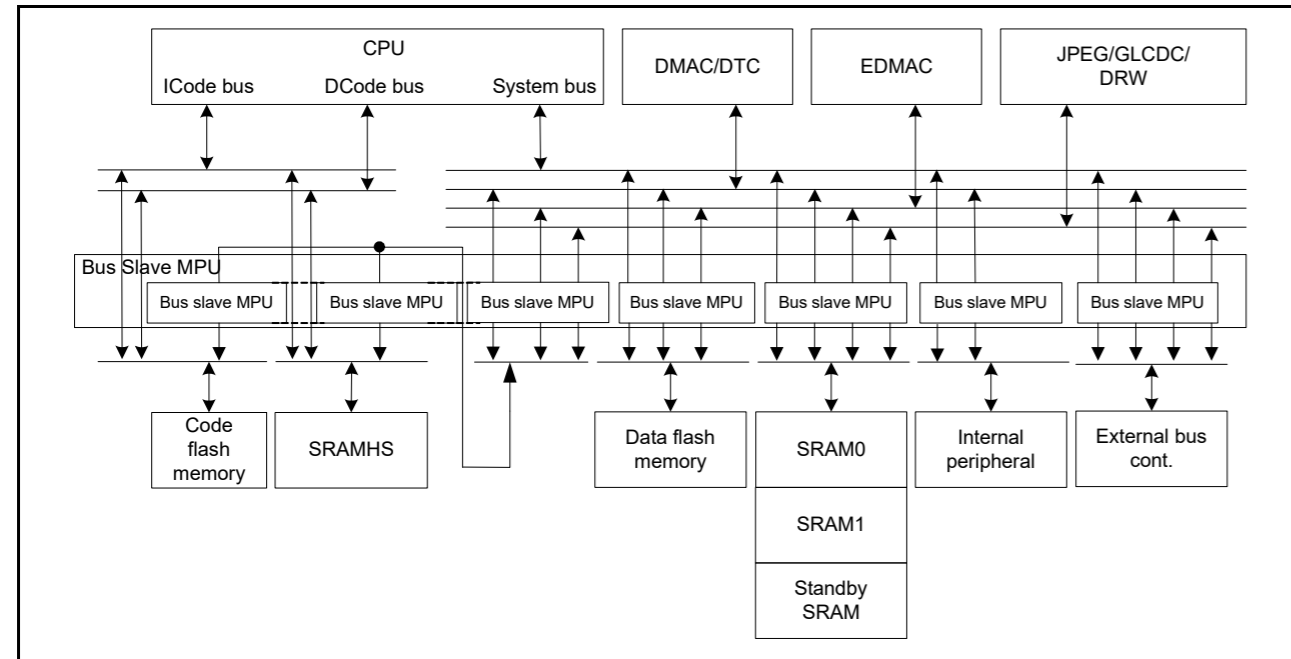 CPU
ICode bus DCode bus System bus
DMAC/DTC
EDMAC
JPEG/GLCDC/
DRW
Bus Slave MPU
Bus slave MPU
Bus slave MPU
Bus slave MPU
Bus slave MPU
Bus slave MPU
Bus slave MPU
Bus slave MPU
Code
flash
memory
SRAMHS
Data flash
memory
SRAM0
SRAM1
Standby
SRAM
Internal
peripheral
External bus
cont.